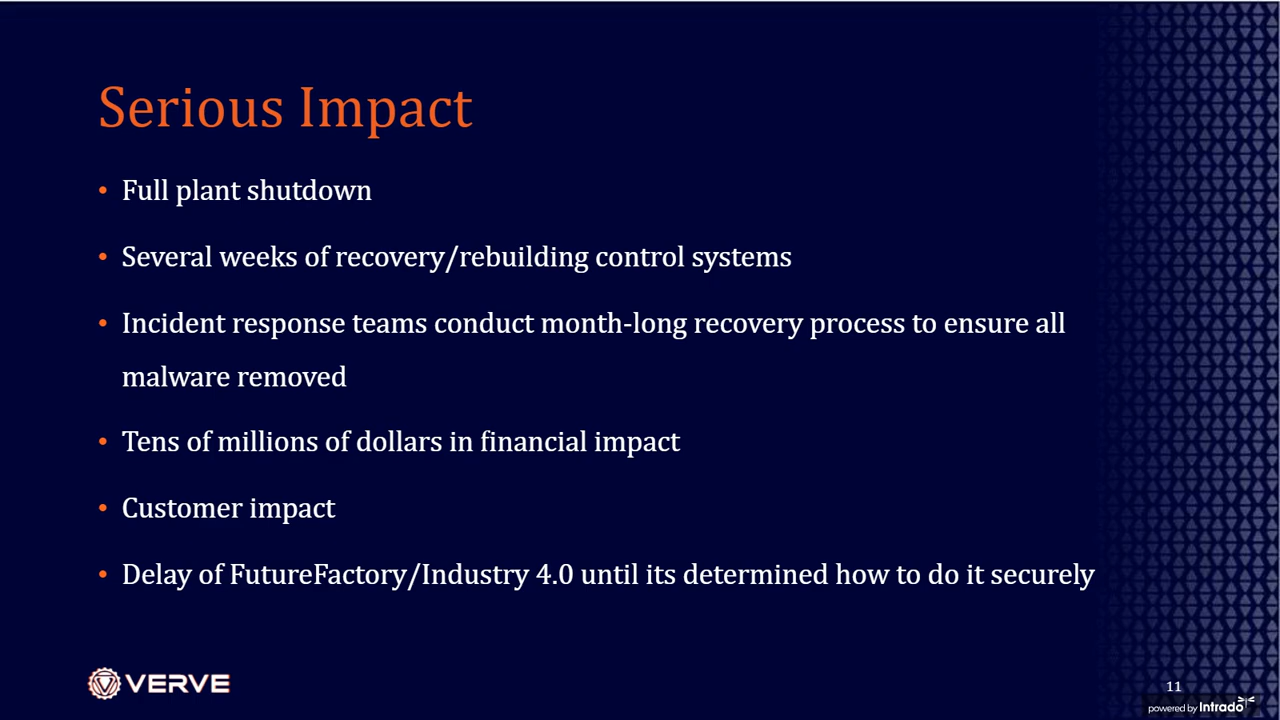 Serious Impact
• Full plant shutdown
• Several weeks of recovery/rebuilding control systems
• Incident response teams conduct month-long recovery process to ensure all
malware removed
• Tens of millions of dollars in financial impact
• Customer impact
• Delay of FutureFactory/Industry 4.0 until its determined how to do it securely
VERVE
11
powered by Intrado